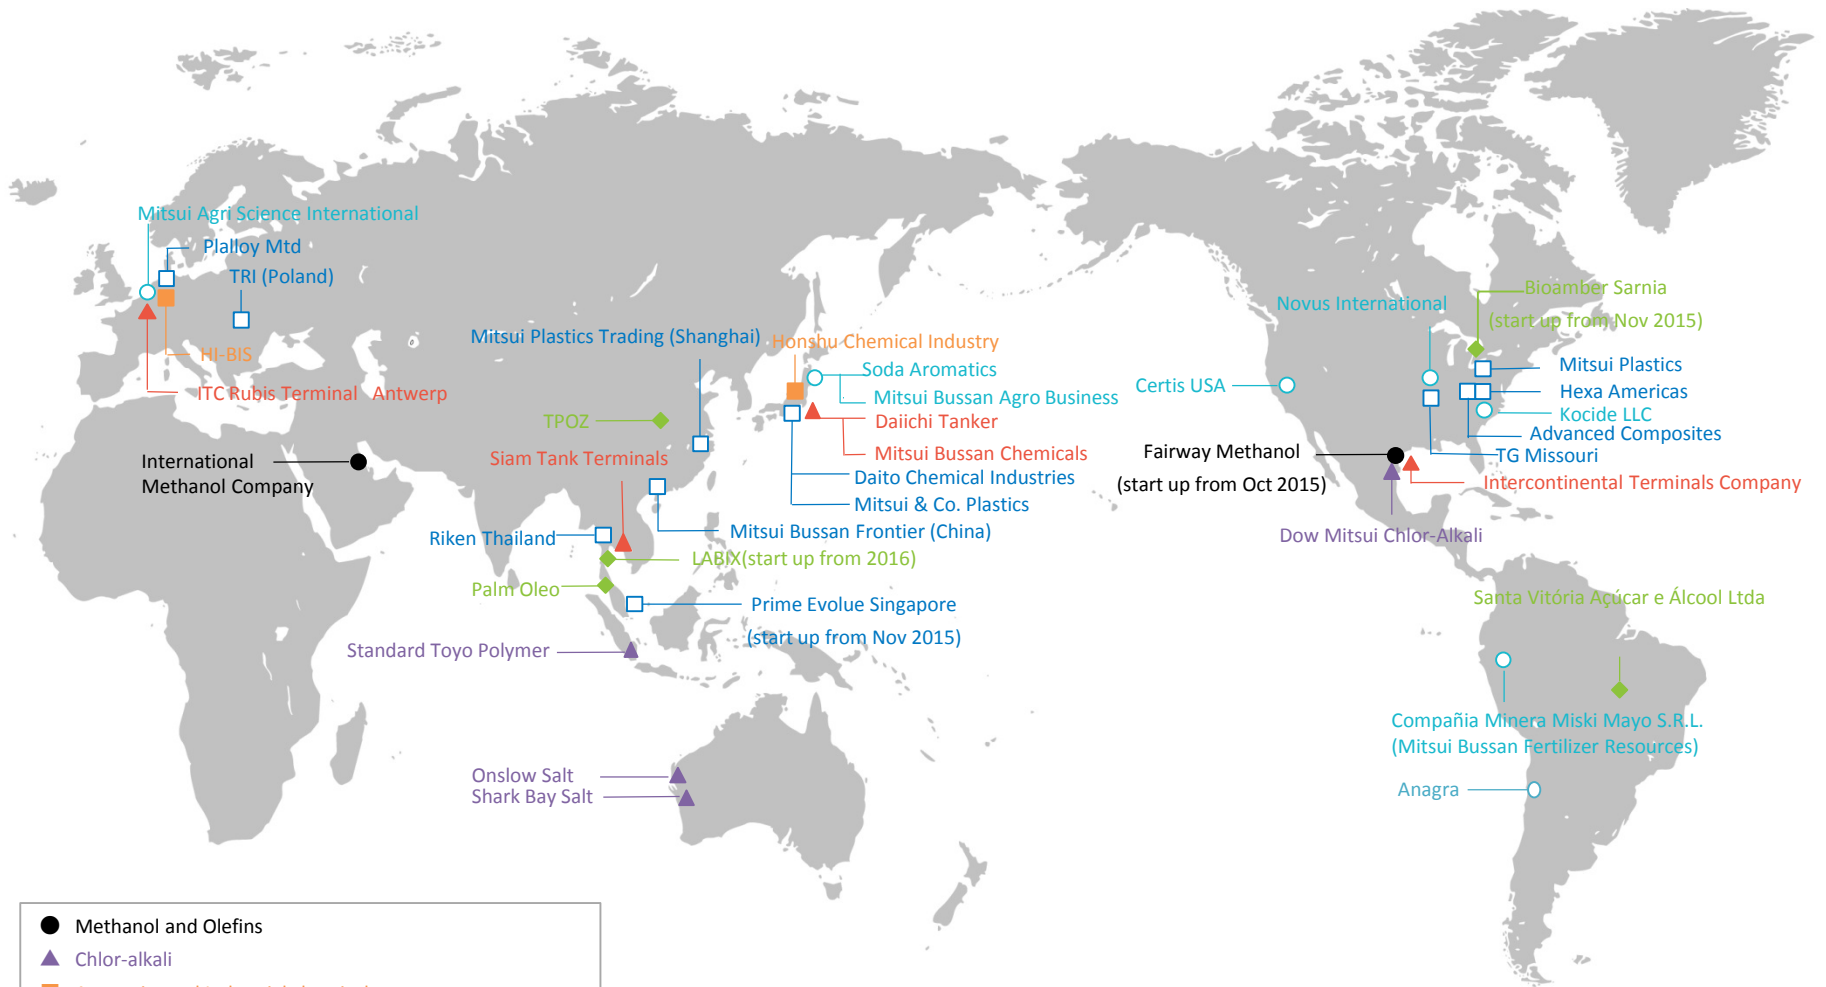 Mitsui Agri Science International
Plalloy Mtd
TRI (Poland)
HI-BIS
ITC Rubis Terminal Antwerp
International
Methanol Company
Mitsui Plastics Trading (Shanghai)
TPOZ
Siam Tank Terminals
Riken Thailand
Palm Oleo
Standard Toyo Polymer
Onslow Salt
Shark Bay Salt
Honshu Chemical Industry
Soda Aromatics
Mitsui Bussan Agro Business
Daiichi Tanker
Mitsui Bussan Chemicals
Daito Chemical Industries
Mitsui & Co. Plastics
Mitsui Bussan Frontier (China)
LABIX(start up from 2016)
Prime Evolue Singapore
(start up from Nov 2015)
Certis USA
Novus International
Bioamber Sarnia
(start up from Nov 2015)
Mitsui Plastics
Hexa Americas
Kocide LLC
Advanced Composites
TG Missouri
Intercontinental Terminals Company
Fairway Methanol
(start up from Oct 2015)
Dow Mitsui Chlor-Alkali
Santa Vitória Açúcar e Álcool Ltda
Compañia Minera Miski Mayo S.R.L.
(Mitsui Bussan Fertilizer Resources)
Anagra
Methanol and Olefins
Chlor-alkali